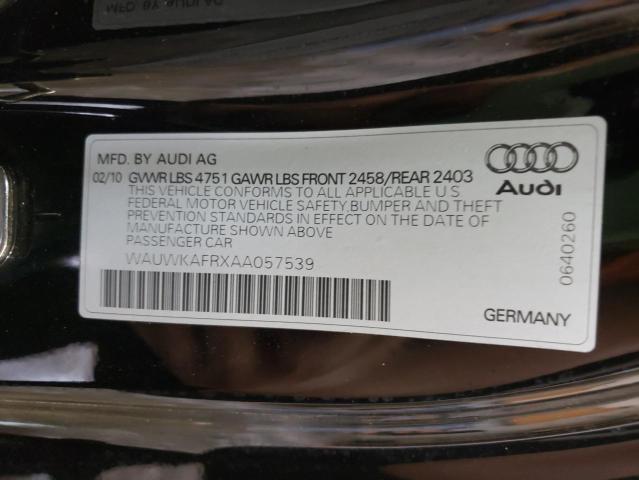 MFD. BY AUDI AG
02/10 GVWR LBS 4751 GAWR LBS FRONT 2458/REAR 2403
THIS VEHICLE CONFORMS TO ALL APPLICABLE U S
FEDERAL MOTOR VEHICLE SAFETY,BUMPER AND THEFT
PREVENTION STANDARDS IN EFFECT ON THE DATE OF
MANUFACTURE SHOWN ABOVE
PASSENGER CAR
WAUWKAFRXAA057539
Audi
0640260
GERMANY